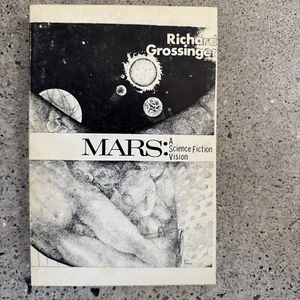 Richard
Grossinger
MARS:
A
Science Fiction
Vision